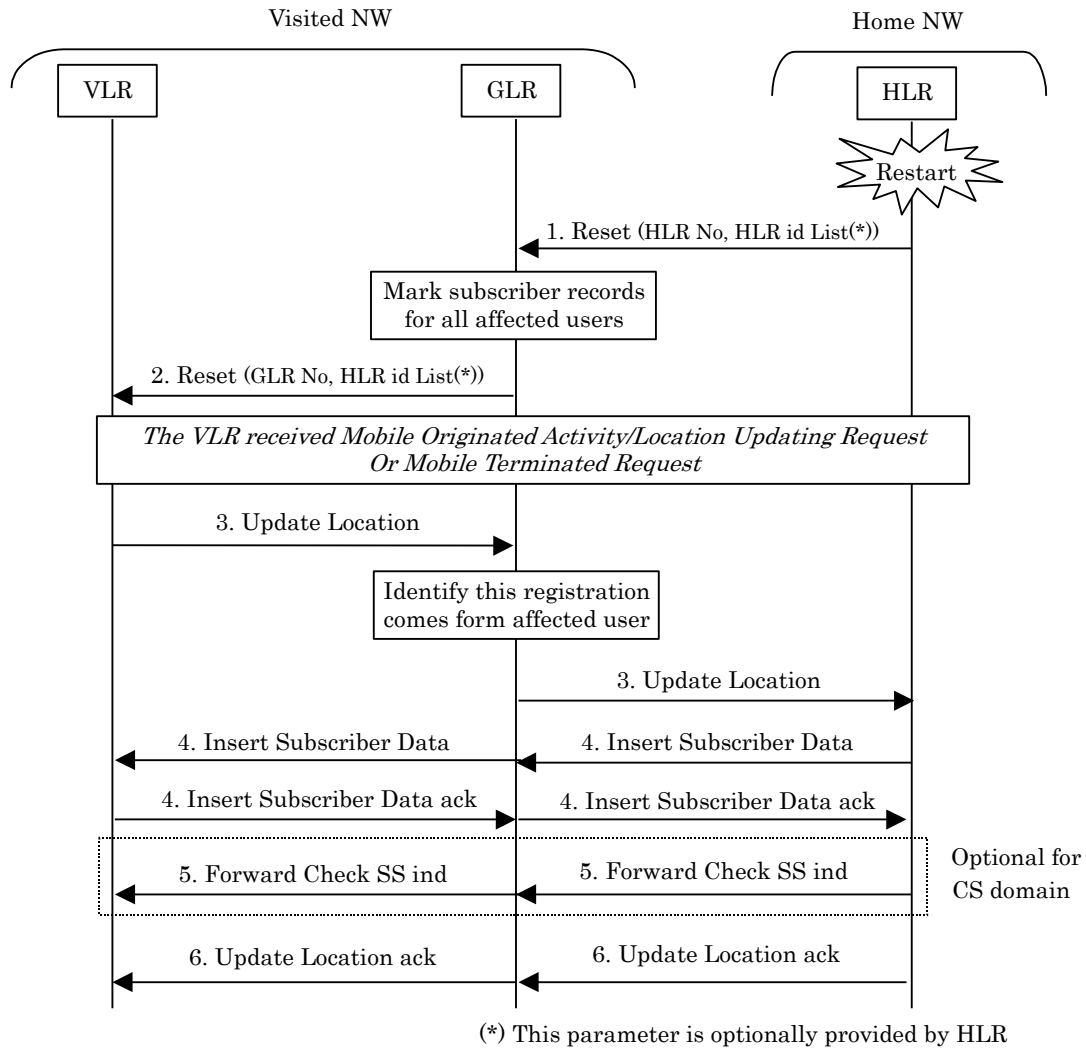 Visited NW
Home NW
VLR
GLR
HLR
Restart
1. Reset (HLR No, HLR id List(*))
Mark subscriber records
for all affected users
2. Reset (GLR No, HLR id List(*))
The VLR received Mobile Originated Activity/Location Updating Request
Or Mobile Terminated Request
3. Update Location
Identify this registration
comes form affected user
3. Update Location
4. Insert Subscriber Data
4. Insert Subscriber Data
4. Insert Subscriber Data ack
4. Insert Subscriber Data ack
5. Forward Check SS ind
5. Forward Check SS ind
Optional for
CS domain
6. Update Location ack
6. Update Location ack
(*) This parameter is optionally provided by HLR